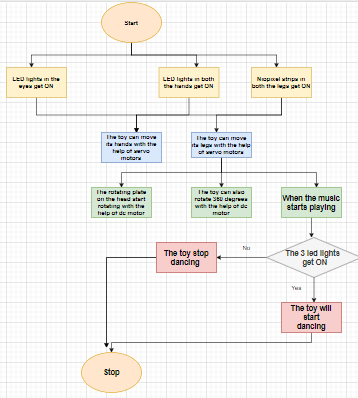 Start
LED lights in the
eyes get ON
LED lights in both
the hands get ON
Niopixel strips in
both the legs get ON
The toy can move
its hands with the
help of servo
motors
The toy can move
its legs with the help
of servo motors
The rotating plate
on the head start
rotating with the
help of dc motor
The toy can also
rotate 360 degrees
with the help of dc
motor
When the music
starts playing
The 3 led lights
get ON
No
The toy stop
dancing
Yes
The toy will
start
dancing
Stop